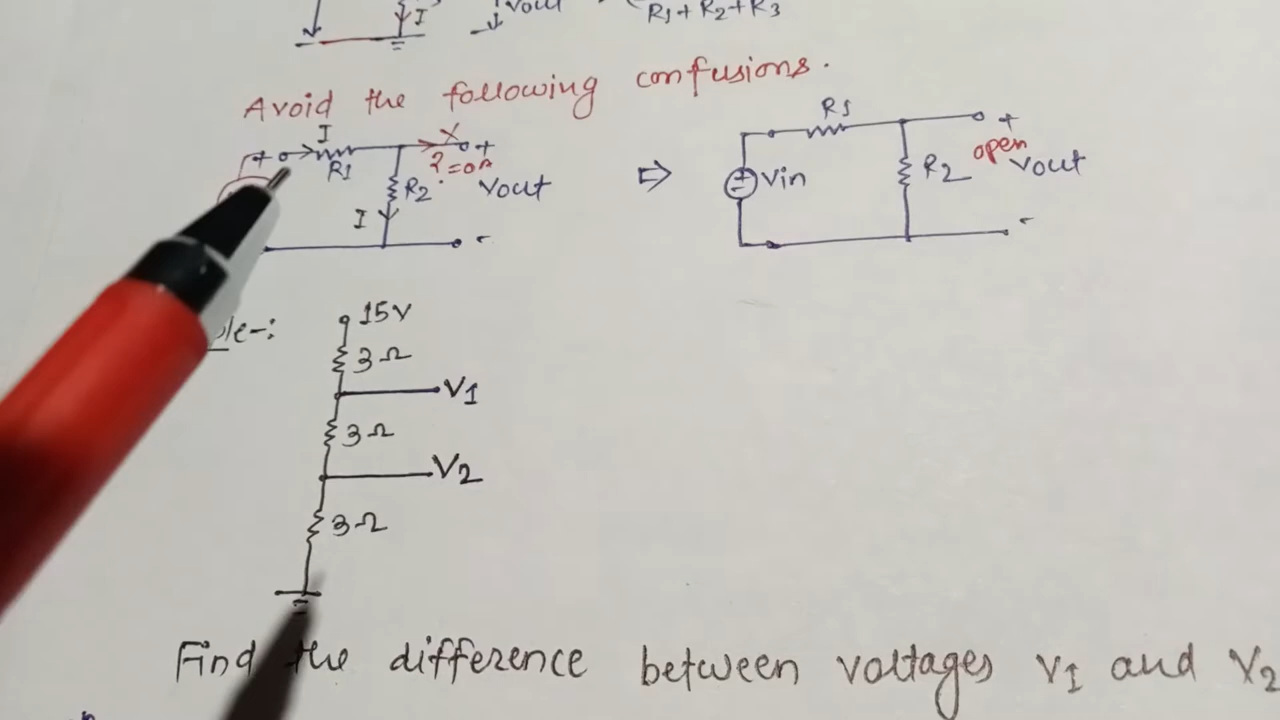 I Vout R1+R2+R3
Avoid the following confusions.
I X
+ R1 ?=0A +
R2 Vout
I -
R1 +
Vin R2 open Vout
-
15V
3Ω
V1
3Ω
V2
3Ω
Find the difference between voltages V1 and V2